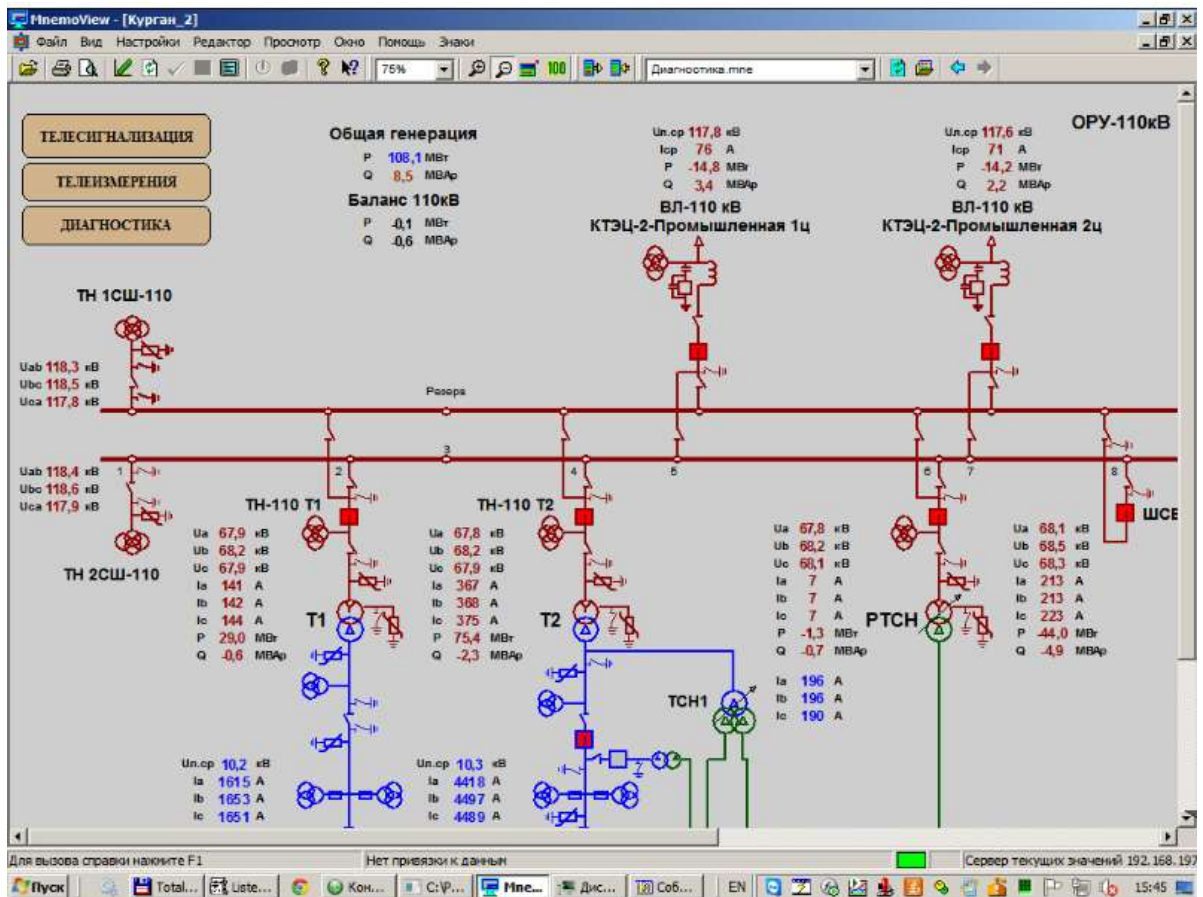 MnemoView - [Курган_2]
Файл Вид Настройки Редактор Просмотр Окно Помощь Знаки
75% 100 Диагностика.mne
ТЕЛЕСИГНАЛИЗАЦИЯ
ТЕЛЕИЗМЕРЕНИЯ
ДИАГНОСТИКА
Общая генерация
P 108,1 МВт
Q 8,5 МВАр
Баланс 110кВ
P -0,1 МВт
Q -0,6 МВАр
Uл.ср 117,8 кВ
Iср 76 А
P -14,8 МВт
Q 3,4 МВАр
ВЛ-110 кВ
КТЭЦ-2-Промышленная 1ц
Uл.ср 117,6 кВ
Iср 71 А
P -14,2 МВт
Q 2,2 МВАр
ВЛ-110 кВ
КТЭЦ-2-Промышленная 2ц
ОРУ-110кВ
ТН 1СШ-110
Uab 118,3 кВ
Ubc 118,5 кВ
Uca 117,8 кВ
Резерв
Uab 118,4 кВ
Ubc 118,6 кВ
Uca 117,9 кВ
ТН 2СШ-110
1 2 3 4 5 6 7 8
ТН-110 Т1
Ua 67,9 кВ
Ub 68,2 кВ
Uc 67,9 кВ
Ia 141 А
Ib 142 А
Ic 144 А
P 29,0 МВт
Q -0,6 МВАр
Т1
ТН-110 Т2
Ua 67,8 кВ
Ub 68,2 кВ
Uc 67,9 кВ
Ia 367 А
Ib 368 А
Ic 375 А
P 75,4 МВт
Q -2,3 МВАр
Т2
Ua 67,8 кВ
Ub 68,2 кВ
Uc 68,1 кВ
Ia 7 А
Ib 7 А
Ic 7 А
P -1,3 МВт
Q -0,7 МВАр
РТСН
Ua 68,1 кВ
Ub 68,5 кВ
Uc 68,3 кВ
Ia 213 А
Ib 213 А
Ic 223 А
P -44,0 МВт
Q -4,9 МВАр
ШСВ
ТСН1
Ia 196 А
Ib 196 А
Ic 190 А
Uл.ср 10,2 кВ
Ia 1615 А
Ib 1653 А
Ic 1651 А
Uл.ср 10,3 кВ
Ia 4418 А
Ib 4497 А
Ic 4489 А
Для вызова справки нажмите F1 Нет привязки к данным Сервер текущих значений 192.168.197
Пуск Total... Liste... Кон... C:\P... Mne... Дис... Соб... EN 15:45